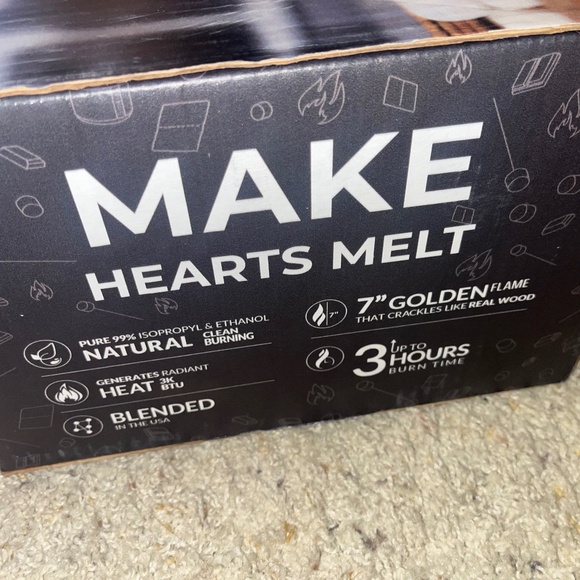 MAKE
HEARTS MELT
PURE 99% ISOPROPYL & ETHANOL
NATURAL CLEAN BURNING
GENERATES RADIANT
HEAT 3K BTU
BLENDED
IN THE USA
7"
7" GOLDEN FLAME
THAT CRACKLES LIKE REAL WOOD
3 UP TO
HOURS
BURN TIME